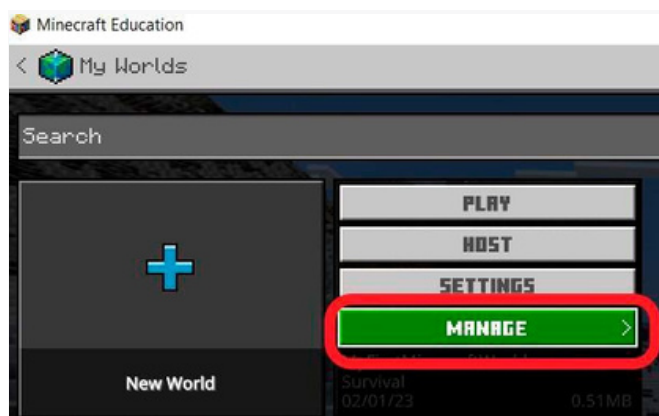 Minecraft Education
< My Worlds
Search
PLAY
HOST
SETTINGS
MANAGE >
New World
Survival
02/01/23 0.51MB